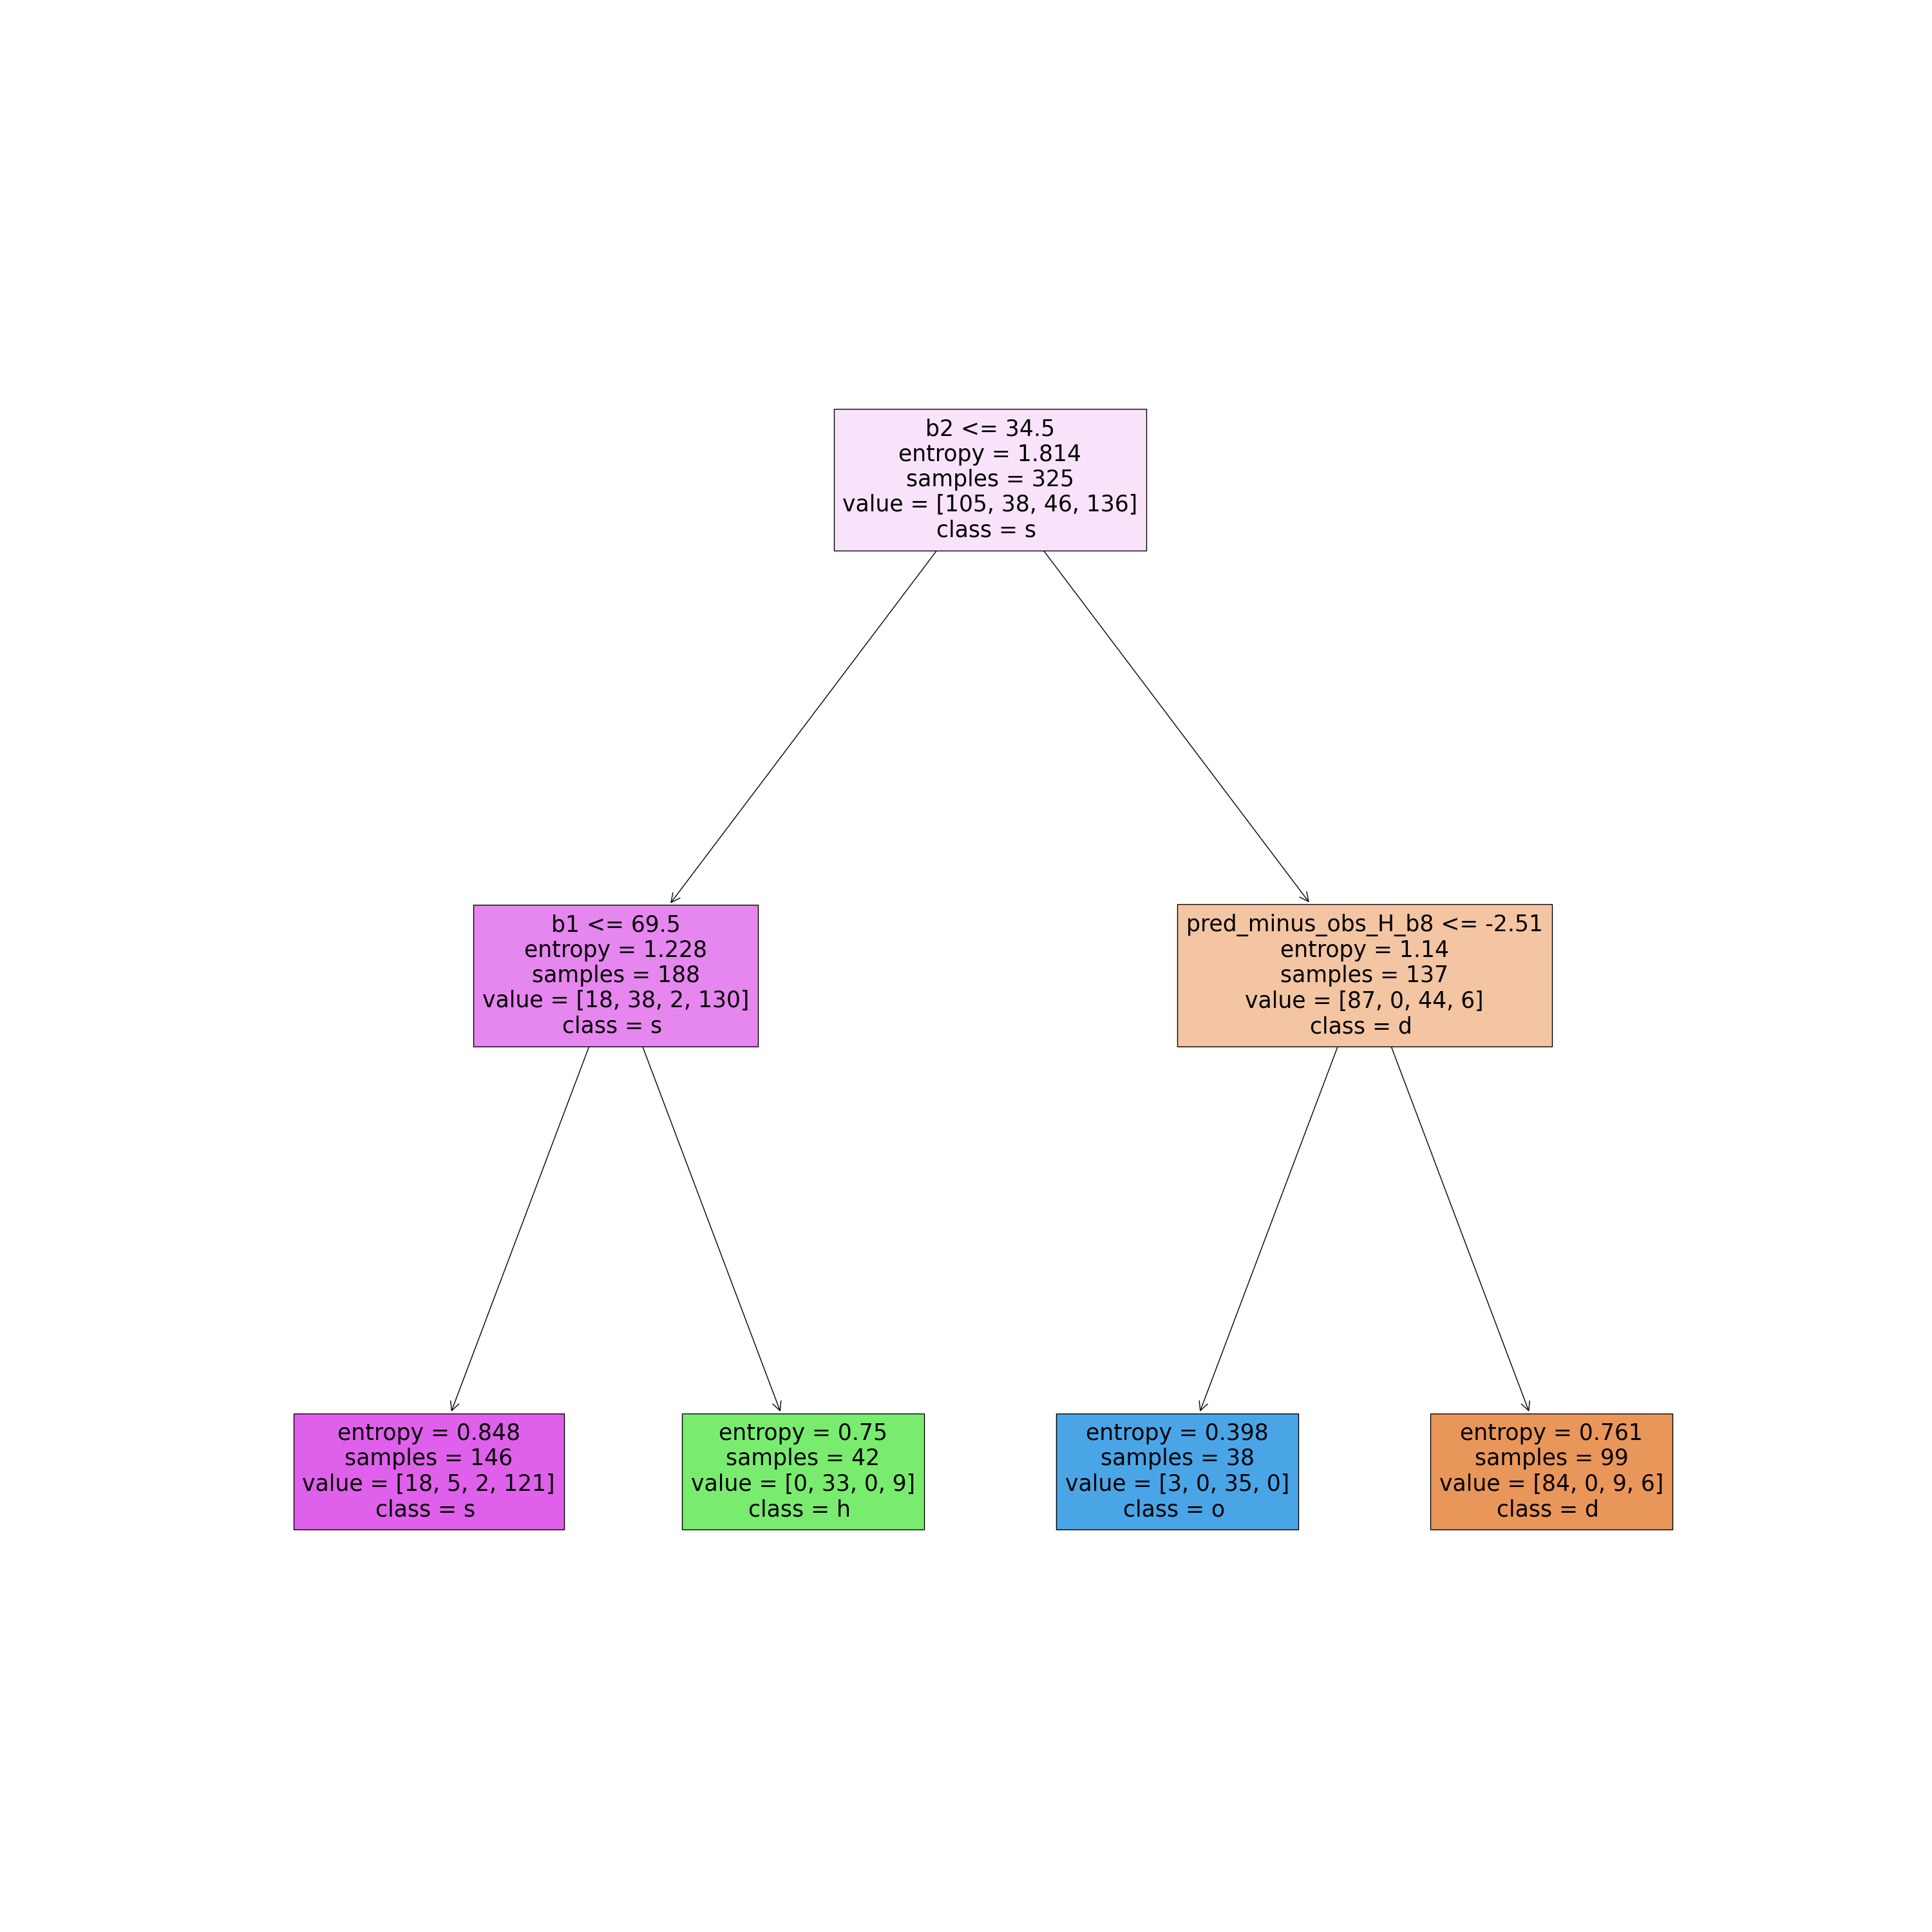 b2 <= 34.5
entropy = 1.814
samples = 325
value = [105, 38, 46, 136]
class = s
b1 <= 69.5
entropy = 1.228
samples = 188
value = [18, 38, 2, 130]
class = s
pred_minus_obs_H_b8 <= -2.51
entropy = 1.14
samples = 137
value = [87, 0, 44, 6]
class = d
entropy = 0.848
samples = 146
value = [18, 5, 2, 121]
class = s
entropy = 0.75
samples = 42
value = [0, 33, 0, 9]
class = h
entropy = 0.398
samples = 38
value = [3, 0, 35, 0]
class = o
entropy = 0.761
samples = 99
value = [84, 0, 9, 6]
class = d